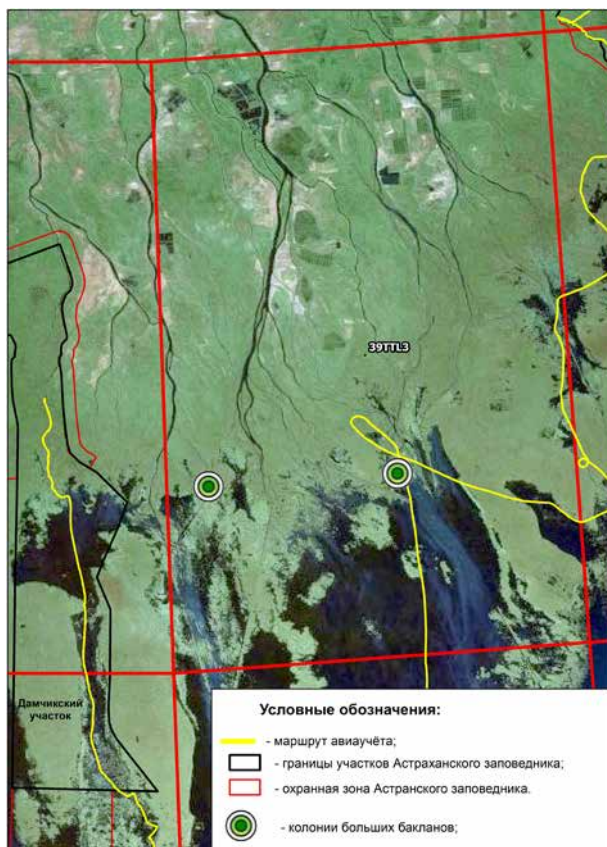 39TTL3
Дамчикский
участок
Условные обозначения:
- маршрут авиаучёта;
- границы участков Астраханского заповедника;
- охранная зона Астранского заповедника.
- колонии больших бакланов;